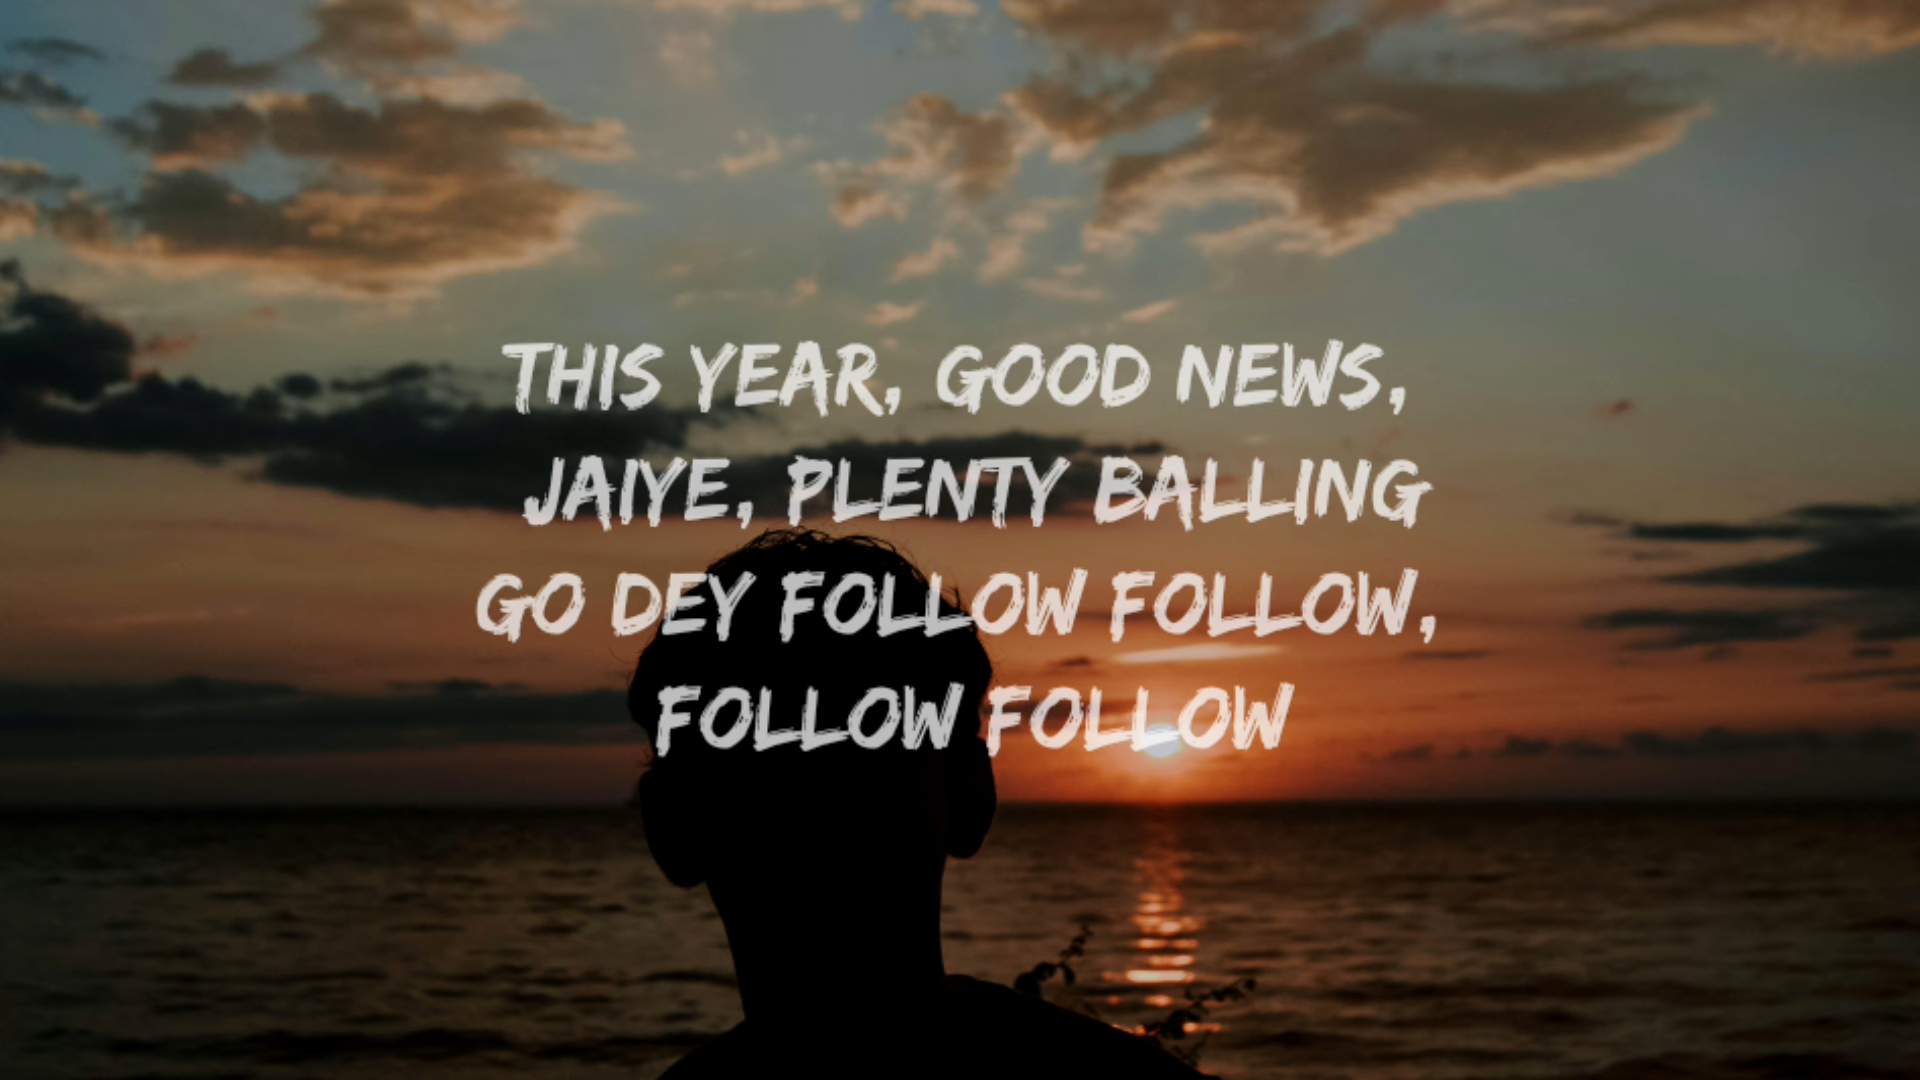 THIS YEAR, GOOD NEWS,
JAIYE, PLENTY BALLING
GO DEY FOLLOW FOLLOW,
FOLLOW FOLLOW